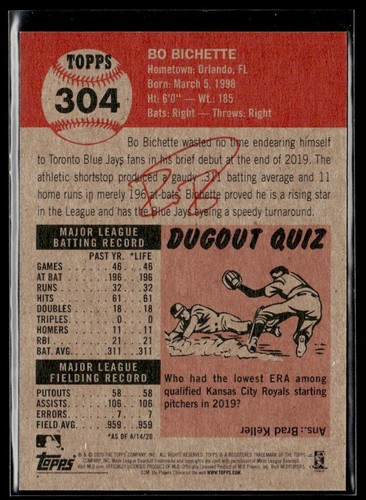 TOPPS
304
BO BICHETTE
Hometown: Orlando, FL
Born: March 5, 1998
Ht: 6'0" — Wt.: 185
Bats: Right — Throws: Right
Bo Bichette wasted no time endearing himself
to Toronto Blue Jays fans in his brief debut at the end of 2019. The
athletic shortstop produced a gaudy .311 batting average and 11
home runs in merely 196 at-bats. Bichette proved he is a rising star
in the League and has the Blue Jays eyeing a speedy turnaround.
MAJOR LEAGUE
BATTING RECORD
PAST YR. *LIFE
GAMES 46 46
AT BAT 196 196
RUNS 32 32
HITS 61 61
DOUBLES 18 18
TRIPLES 0 0
HOMERS 11 11
RBI 21 21
BAT. AVG. .311 .311
MAJOR LEAGUE
FIELDING RECORD
PUTOUTS 58 58
ASSISTS 106 106
ERRORS 7 7
FIELD AVG. .959 .959
*AS OF 4/14/20
DUGOUT QUIZ
Who had the lowest ERA among
qualified Kansas City Royals starting
pitchers in 2019?
Ans.: Brad Keller
TOPPS